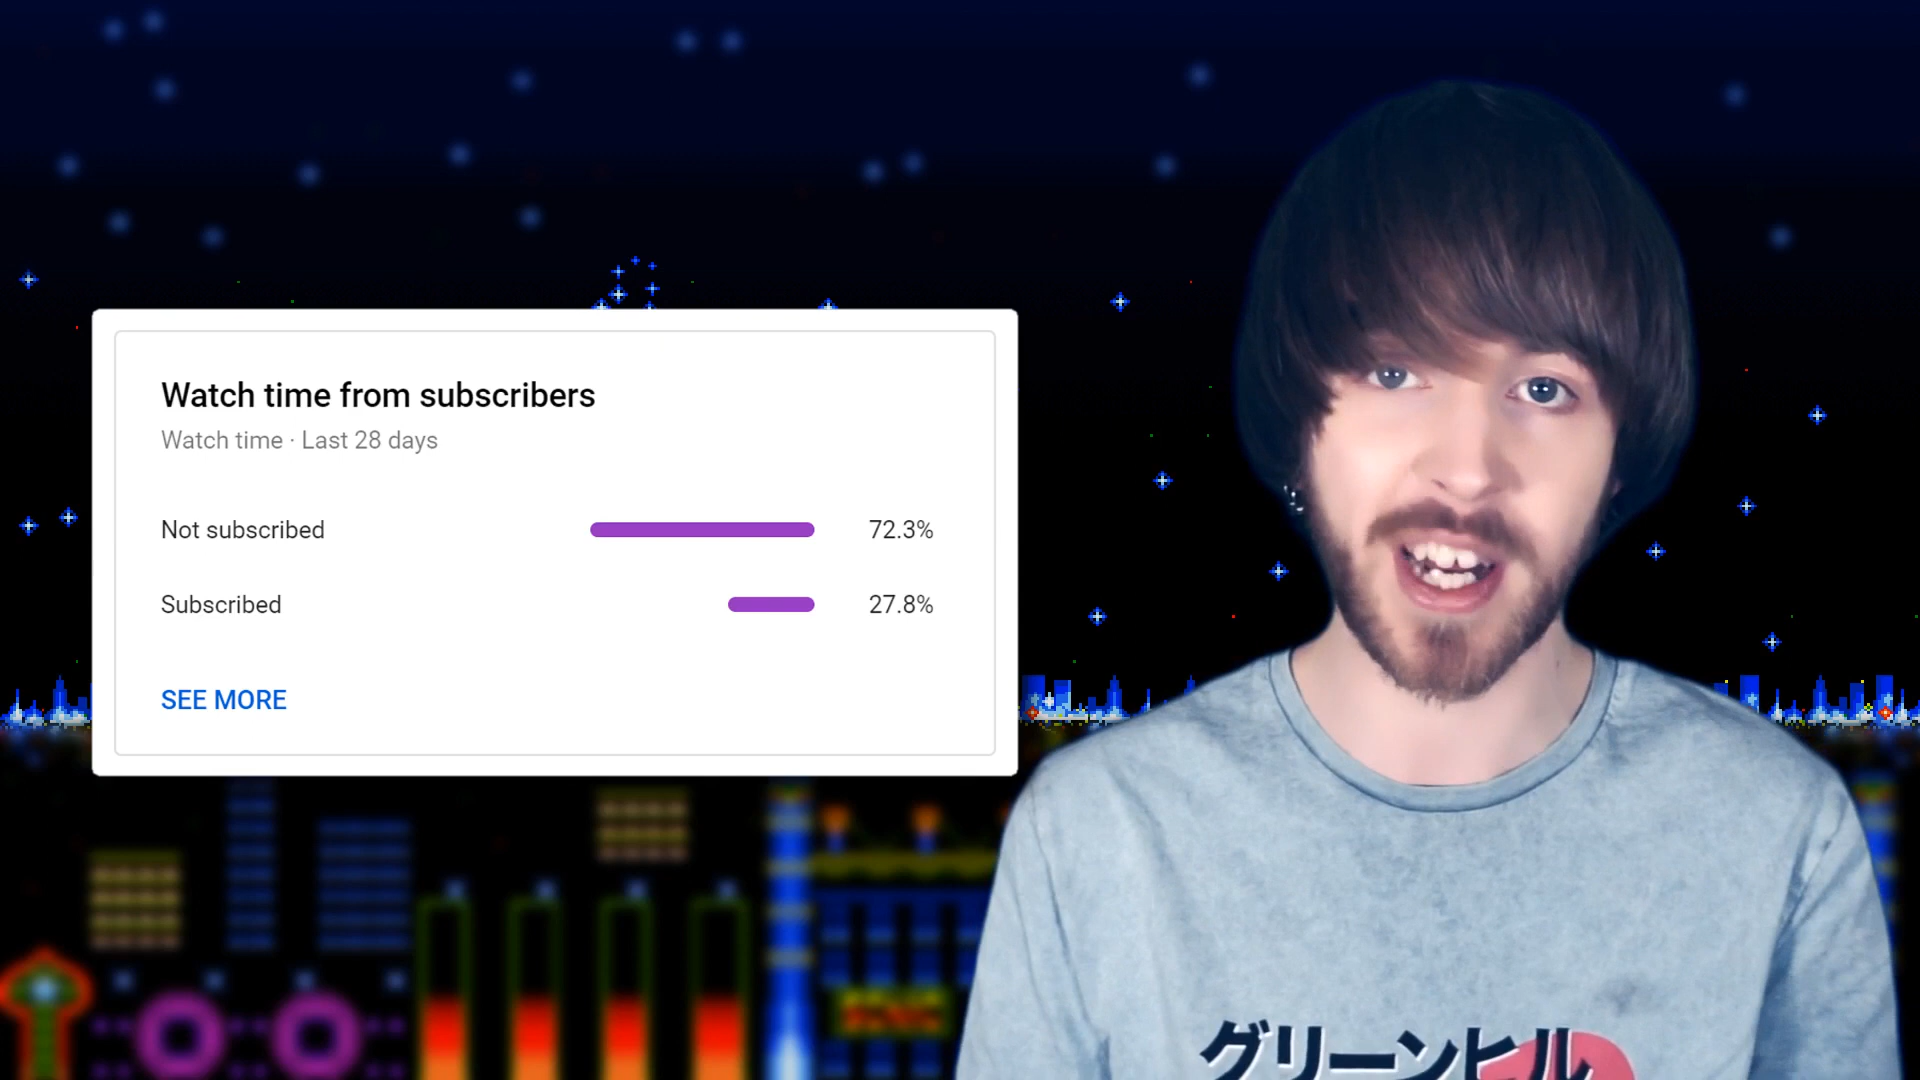 Watch time from subscribers
Watch time · Last 28 days
Not subscribed 72.3%
Subscribed 27.8%
SEE MORE
グリーンヒル